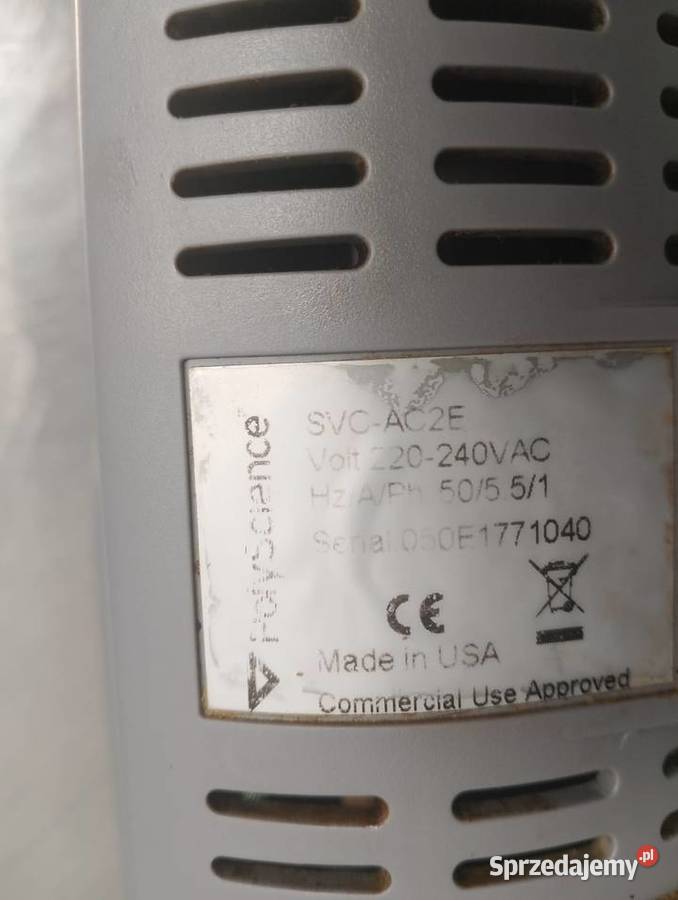 PolyScience
SVC-AC2E
Volt 220-240VAC
Hz/A/Ph 50/5.5/1
Serial 050E1771040
CE
Made in USA
Commercial Use Approved
Sprzedajemy.pl